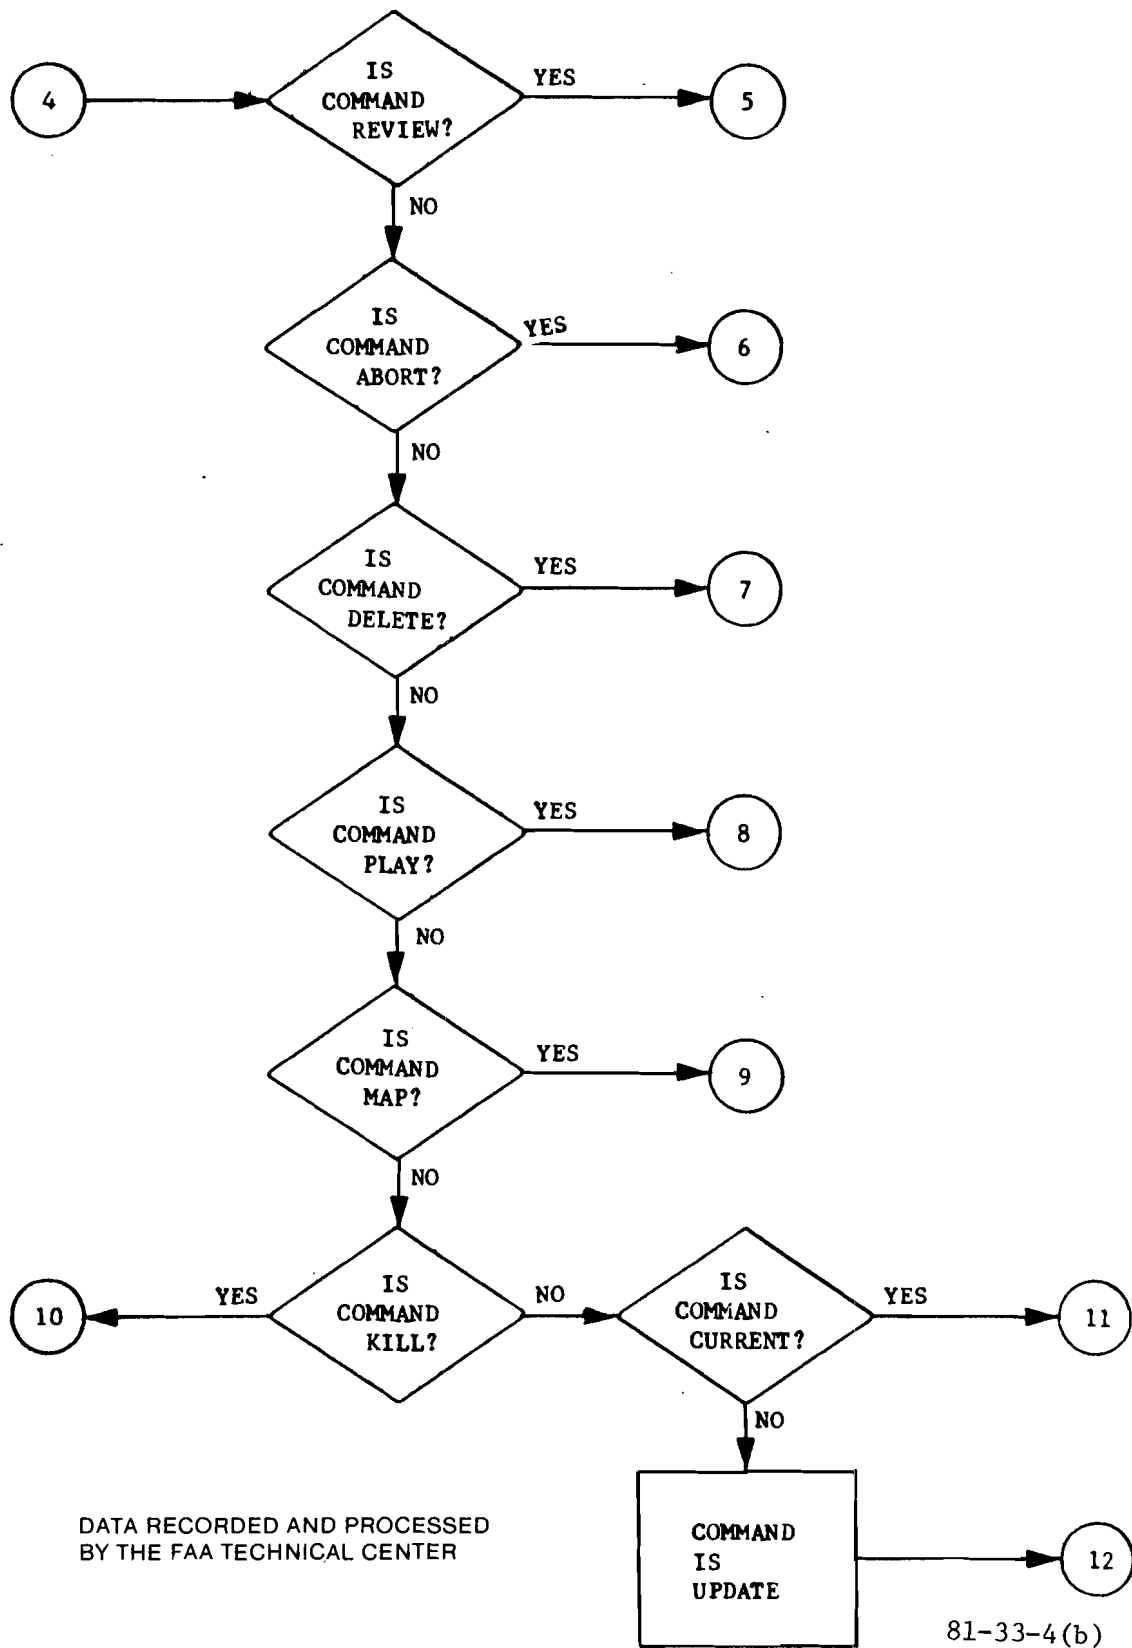 4
IS
COMMAND
REVIEW?
YES
5
NO
IS
COMMAND
ABORT?
YES
6
NO
IS
COMMAND
DELETE?
YES
7
NO
IS
COMMAND
PLAY?
YES
8
NO
IS
COMMAND
MAP?
YES
9
NO
10
YES
IS
COMMAND
KILL?
NO
IS
COMMAND
CURRENT?
YES
11
NO
COMMAND
IS
UPDATE
12
DATA RECORDED AND PROCESSED
BY THE FAA TECHNICAL CENTER
81-33-4(b)